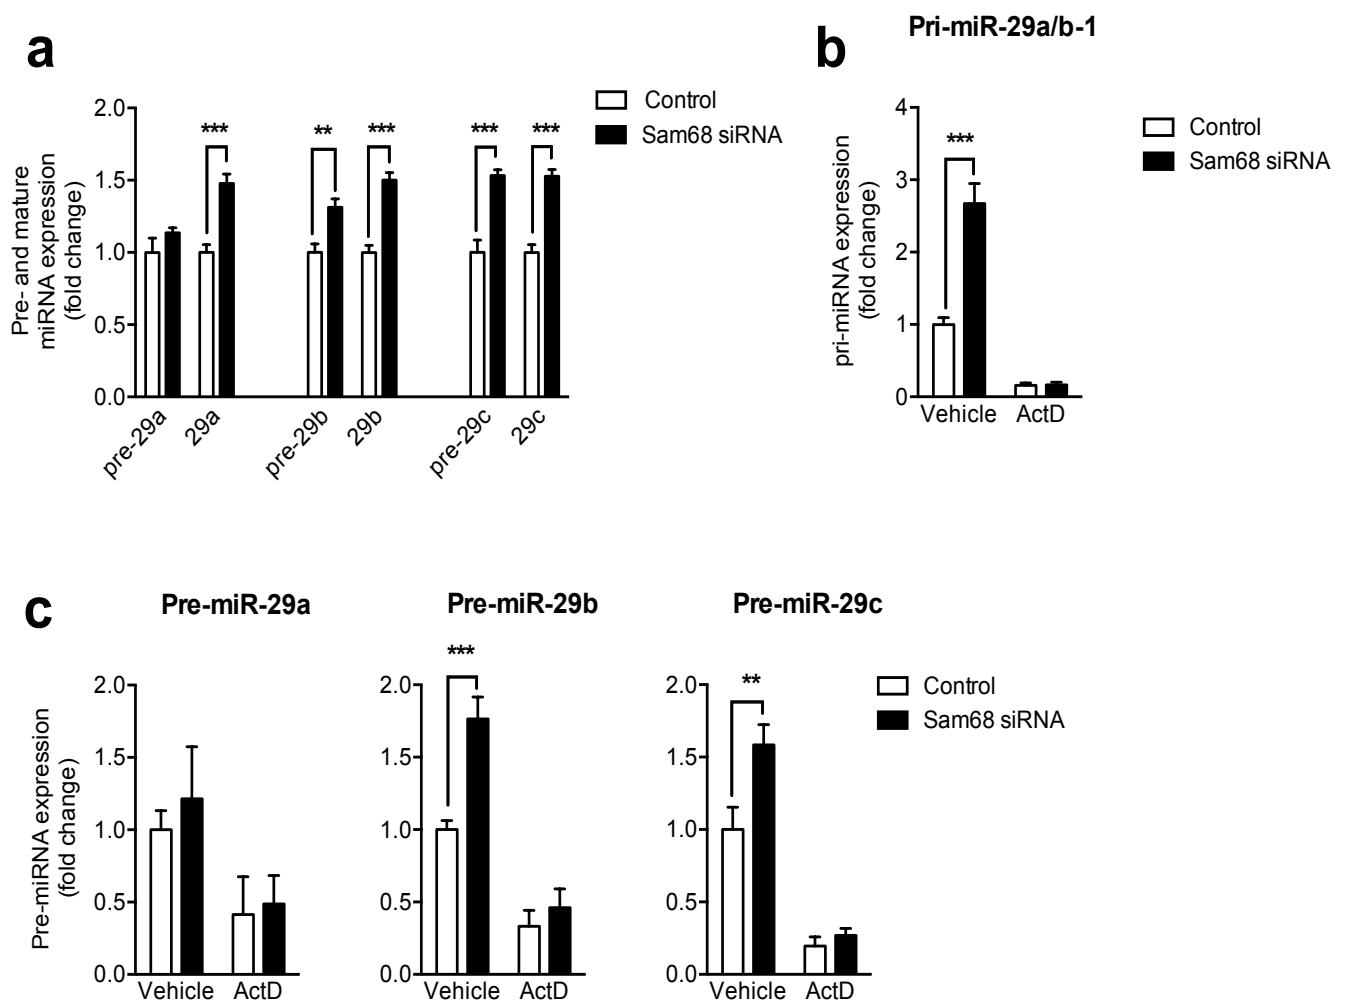 a
2.0
1.5
1.0
0.5
0.0
Pre- and mature
miRNA expression
(fold change)
***
**
***
***
***
pre-29a
29a
pre-29b
29b
pre-29c
29c
Control
Sam68 siRNA
b
Pri-miR-29a/b-1
4
3
2
1
0
pri-miRNA expression
(fold change)
***
Vehicle
ActD
Control
Sam68 siRNA
c
Pre-miR-29a
2.0
1.5
1.0
0.5
0.0
Pre-miRNA expression
(fold change)
Vehicle
ActD
Pre-miR-29b
***
2.0
1.5
1.0
0.5
0.0
Vehicle
ActD
Pre-miR-29c
**
2.0
1.5
1.0
0.5
0.0
Vehicle
ActD
Control
Sam68 siRNA